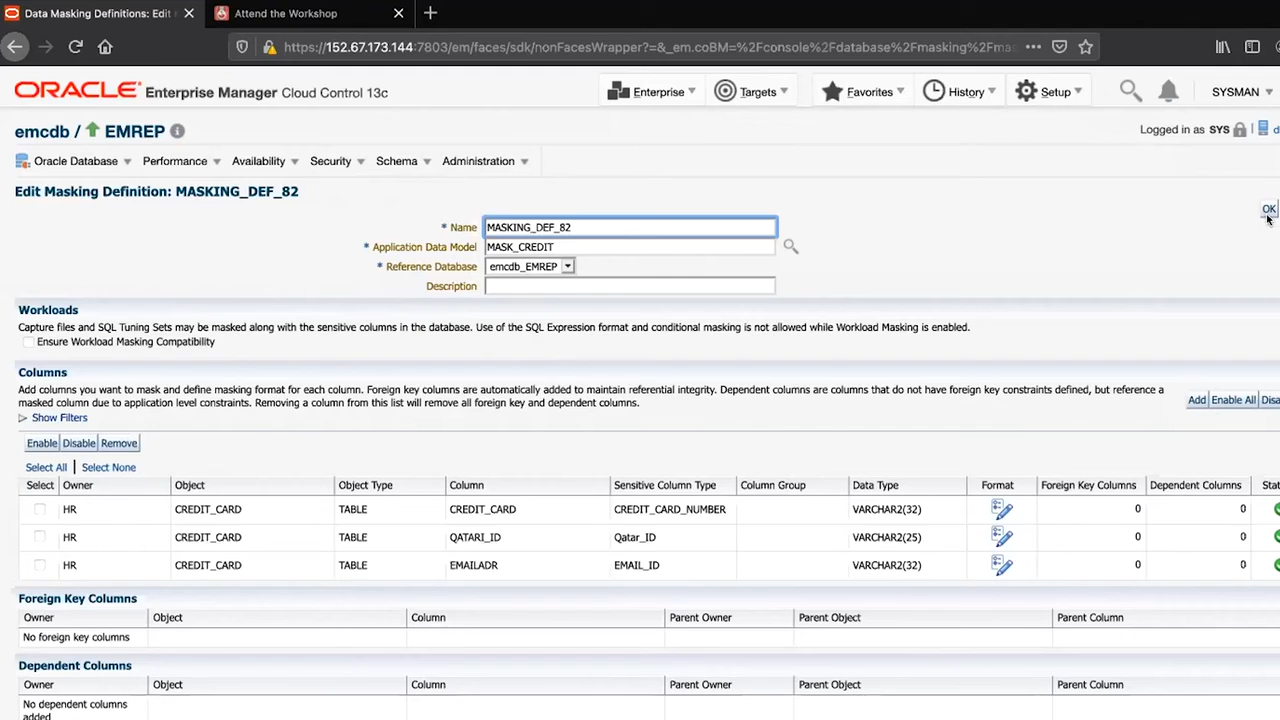 Data Masking Definitions: Edit
Attend the Workshop
https://152.67.173.144:7803/em/faces/sdk/nonFacesWrapper?=&_em.coBM=%2Fconsole%2Fdatabase%2Fmasking%2Fma
ORACLE Enterprise Manager Cloud Control 13c
Enterprise Targets Favorites History Setup SYSMAN
emcdb / EMREP
Logged in as SYS
Oracle Database Performance Availability Security Schema Administration
Edit Masking Definition: MASKING_DEF_82
OK
* Name MASKING_DEF_82
* Application Data Model MASK_CREDIT
* Reference Database emcdb_EMREP
Description
Workloads
Capture files and SQL Tuning Sets may be masked along with the sensitive columns in the database. Use of the SQL Expression format and conditional masking is not allowed while Workload Masking is enabled.
Ensure Workload Masking Compatibility
Columns
Add columns you want to mask and define masking format for each column. Foreign key columns are automatically added to maintain referential integrity. Dependent columns are columns that do not have foreign key constraints defined, but reference a
masked column due to application level constraints. Removing a column from this list will remove all foreign key and dependent columns.
Add Enable All Disa
Show Filters
Enable Disable Remove
Select All | Select None
Select Owner Object Object Type Column Sensitive Column Type Column Group Data Type Format Foreign Key Columns Dependent Columns Stat
HR CREDIT_CARD TABLE CREDIT_CARD CREDIT_CARD_NUMBER VARCHAR2(32) 0 0
HR CREDIT_CARD TABLE QATARI_ID Qatar_ID VARCHAR2(25) 0 0
HR CREDIT_CARD TABLE EMAILADR EMAIL_ID VARCHAR2(32) 0 0
Foreign Key Columns
Owner Object Column Parent Owner Parent Object Parent Column
No foreign key columns
Dependent Columns
Owner Object Column Parent Owner Parent Object Parent Column
No dependent columns
added